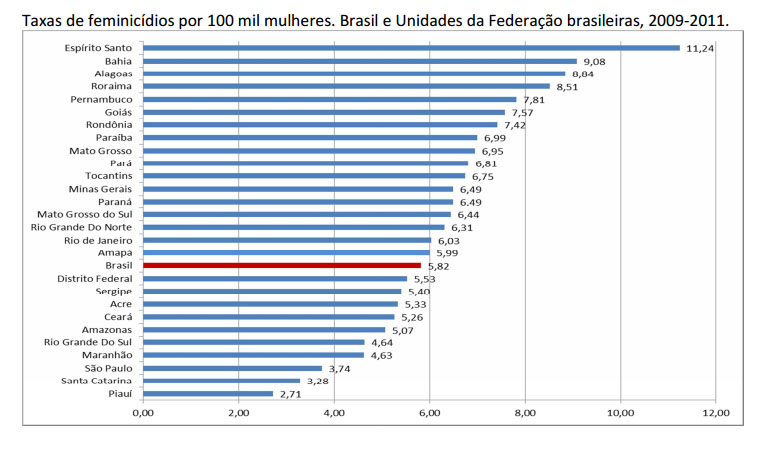 Taxas de feminicídios por 100 mil mulheres. Brasil e Unidades da Federação brasileiras, 2009-2011.
Espírito Santo 11,24
Bahia 9,08
Alagoas 8,84
Roraima 8,51
Pernambuco 7,81
Goiás 7,57
Rondônia 7,42
Paraíba 6,99
Mato Grosso 6,95
Pará 6,81
Tocantins 6,75
Minas Gerais 6,49
Paraná 6.49
Mato Grosso do Sul 6,44
Rio Grande Do Norte 6,31
Rio de Janeiro 6,03
Amapa 5,99
Brasil 5,82
Distrito Federal 5,53
Sergipe 5,40
Acre 5,33
Ceará 5,26
Amazonas 5,07
Rio Grande Do Sul 4,64
Maranhão 4,63
São Paulo 3,74
Santa Catarina 3,28
Piauí 2,71
0,00 2,00 4,00 6,00 8,00 10,00 12,00